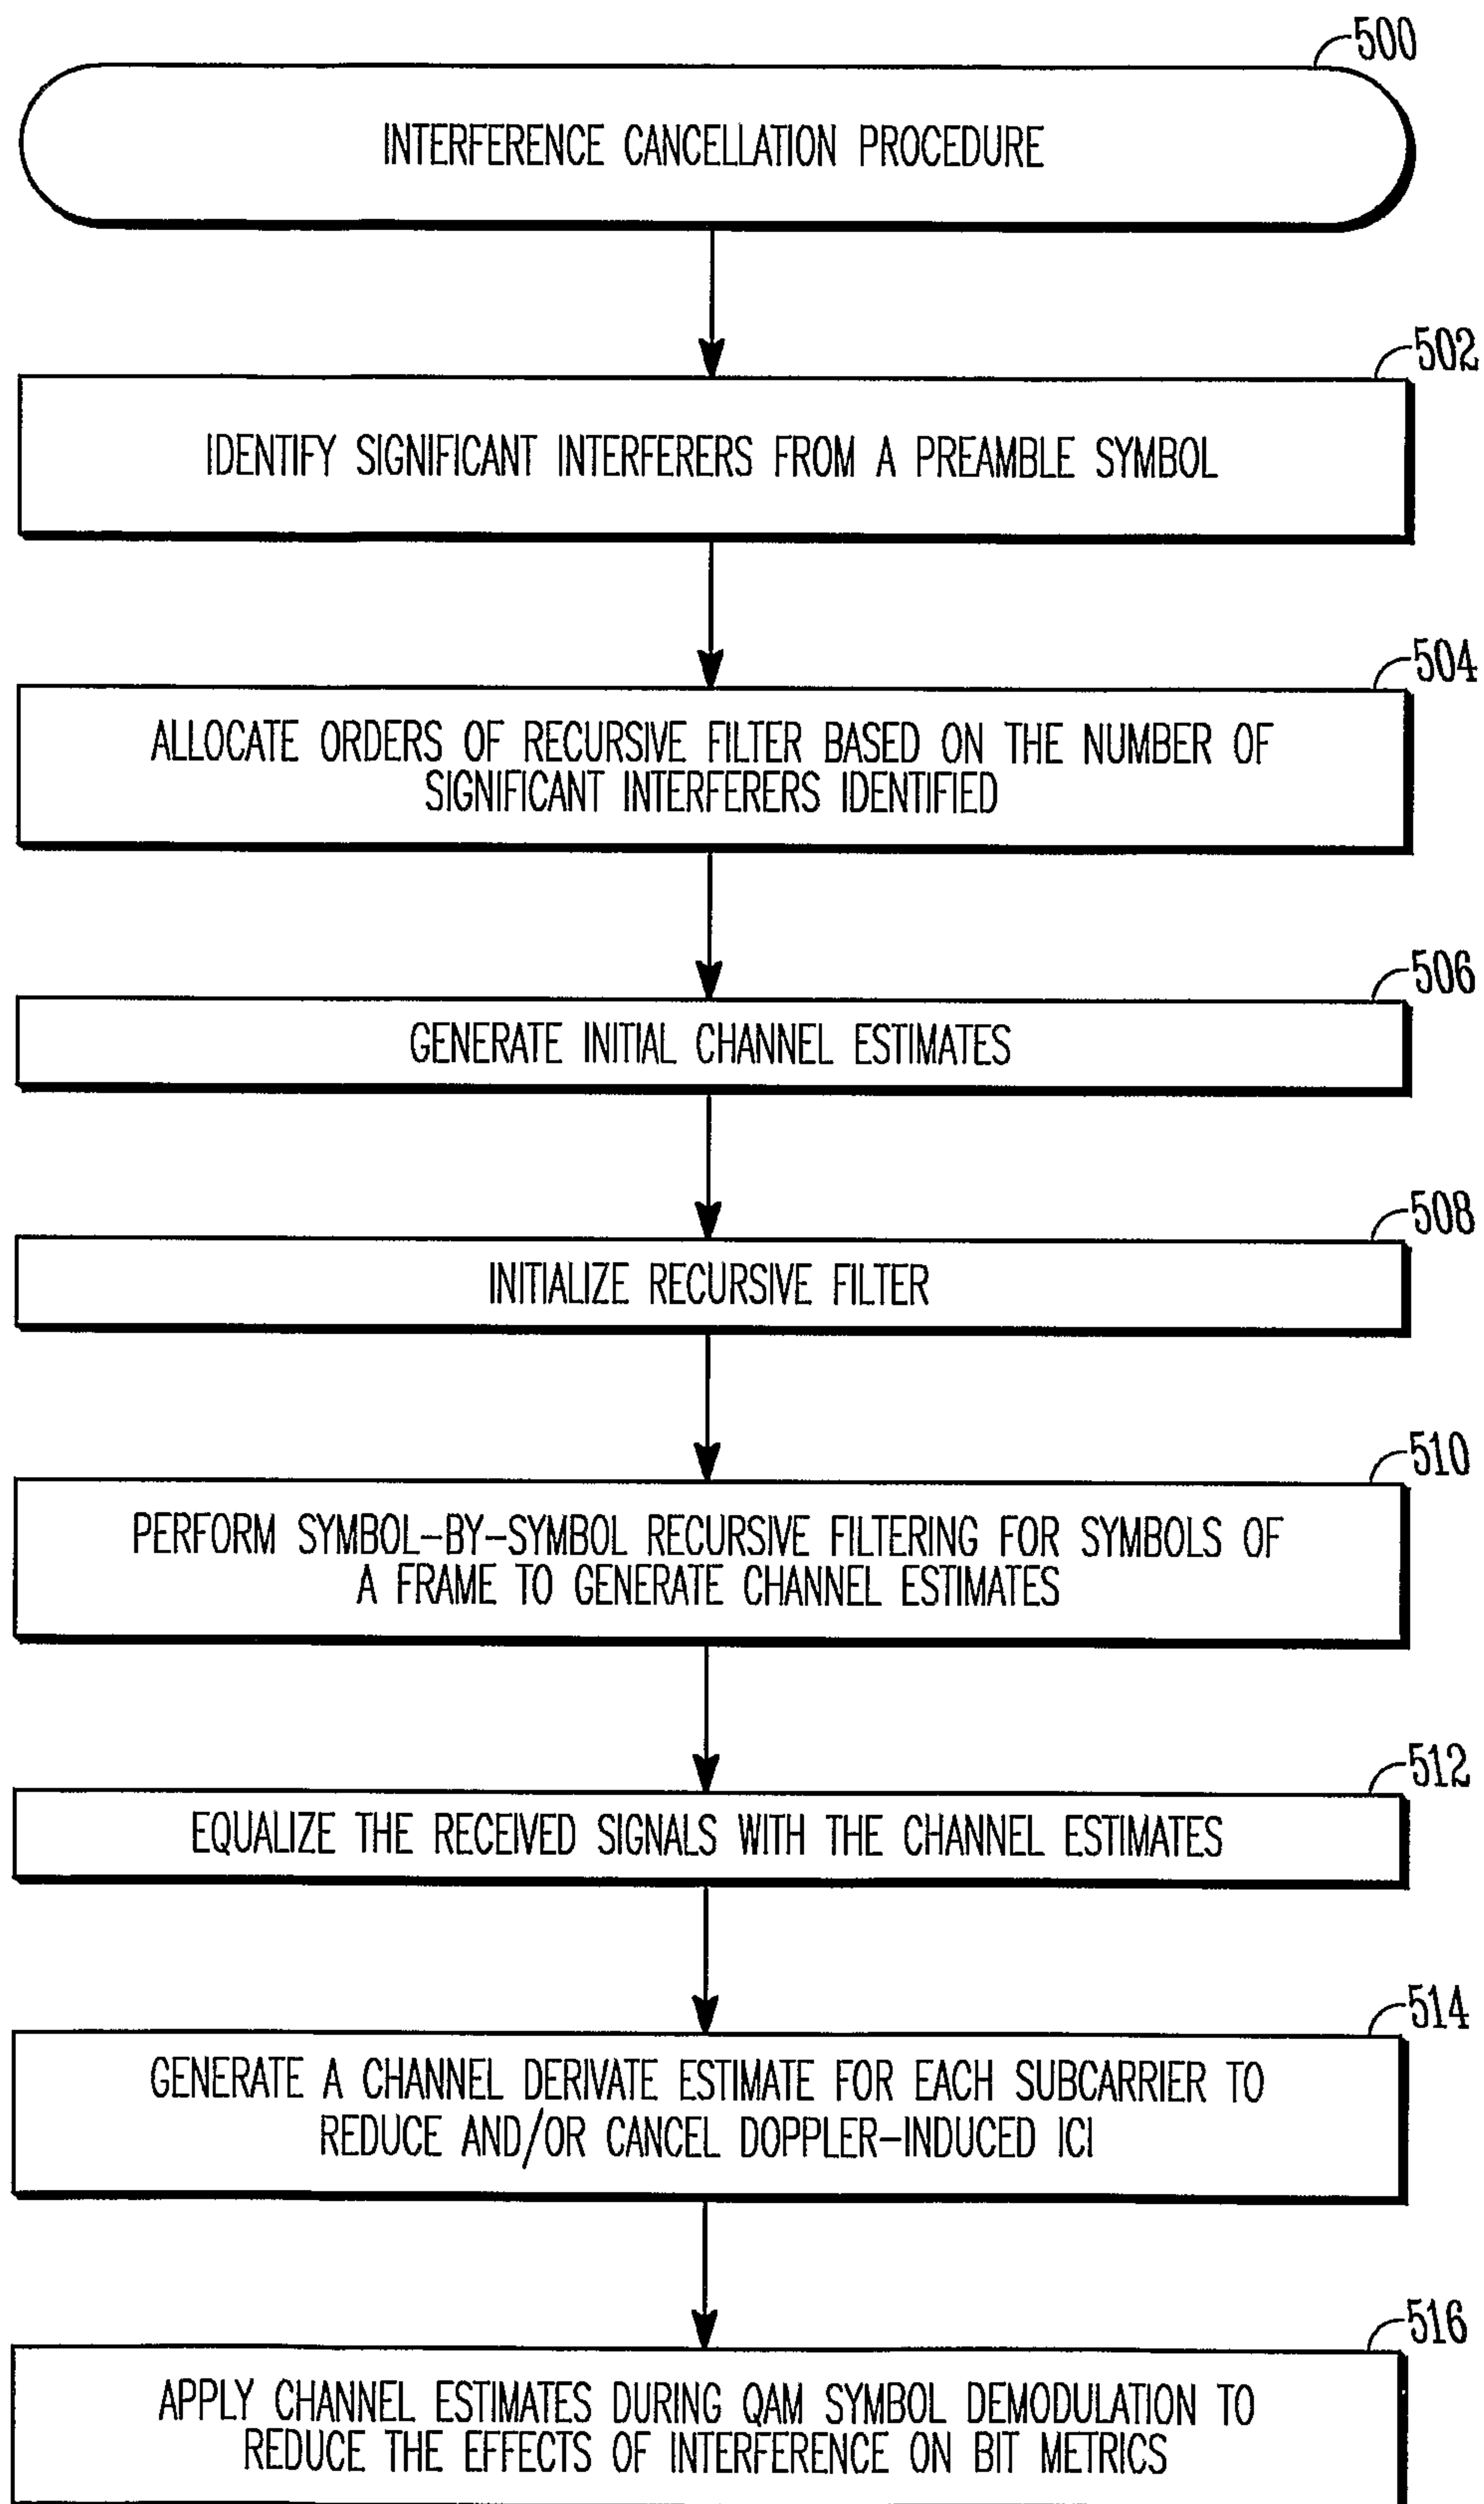 500
INTERFERENCE CANCELLATION PROCEDURE
502
IDENTIFY SIGNIFICANT INTERFERERS FROM A PREAMBLE SYMBOL
504
ALLOCATE ORDERS OF RECURSIVE FILTER BASED ON THE NUMBER OF
SIGNIFICANT INTERFERERS IDENTIFIED
506
GENERATE INITIAL CHANNEL ESTIMATES
508
INITIALIZE RECURSIVE FILTER
510
PERFORM SYMBOL-BY-SYMBOL RECURSIVE FILTERING FOR SYMBOLS OF
A FRAME TO GENERATE CHANNEL ESTIMATES
512
EQUALIZE THE RECEIVED SIGNALS WITH THE CHANNEL ESTIMATES
514
GENERATE A CHANNEL DERIVATE ESTIMATE FOR EACH SUBCARRIER TO
REDUCE AND/OR CANCEL DOPPLER-INDUCED ICI
516
APPLY CHANNEL ESTIMATES DURING QAM SYMBOL DEMODULATION TO
REDUCE THE EFFECTS OF INTERFERENCE ON BIT METRICS